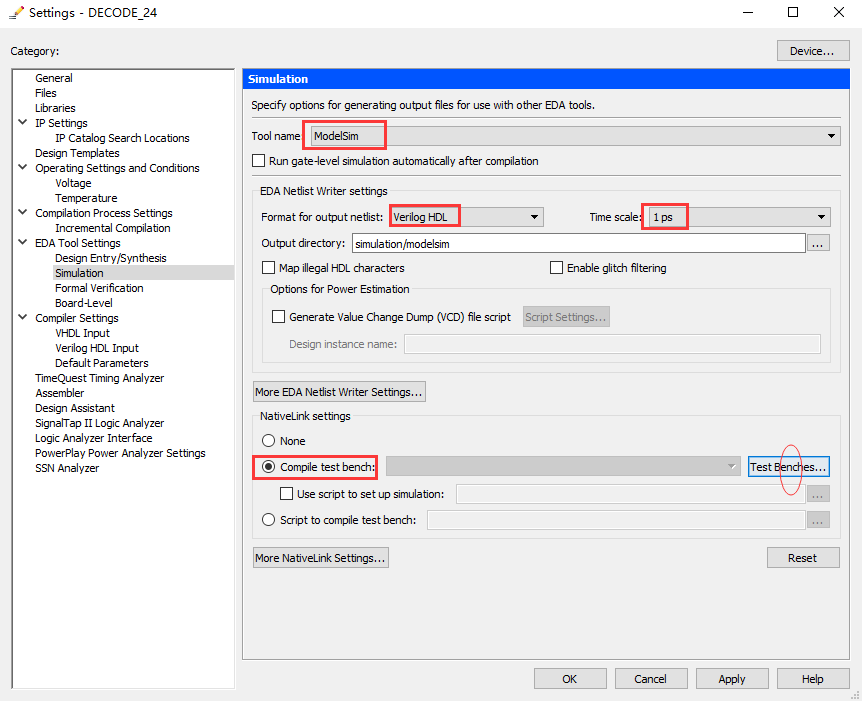 Settings - DECODE_24
Category:
Device...
General
Files
Libraries
IP Settings
IP Catalog Search Locations
Design Templates
Operating Settings and Conditions
Voltage
Temperature
Compilation Process Settings
Incremental Compilation
EDA Tool Settings
Design Entry/Synthesis
Simulation
Formal Verification
Board-Level
Compiler Settings
VHDL Input
Verilog HDL Input
Default Parameters
TimeQuest Timing Analyzer
Assembler
Design Assistant
SignalTap II Logic Analyzer
Logic Analyzer Interface
PowerPlay Power Analyzer Settings
SSN Analyzer
Simulation
Specify options for generating output files for use with other EDA tools.
Tool name: ModelSim
Run gate-level simulation automatically after compilation
EDA Netlist Writer settings
Format for output netlist: Verilog HDL Time scale: 1 ps
Output directory: simulation/modelsim ...
Map illegal HDL characters Enable glitch filtering
Options for Power Estimation
Generate Value Change Dump (VCD) file script Script Settings...
Design instance name:
More EDA Netlist Writer Settings...
NativeLink settings
None
Compile test bench: Test Benches...
Use script to set up simulation: ...
Script to compile test bench: ...
More NativeLink Settings... Reset
OK Cancel Apply Help